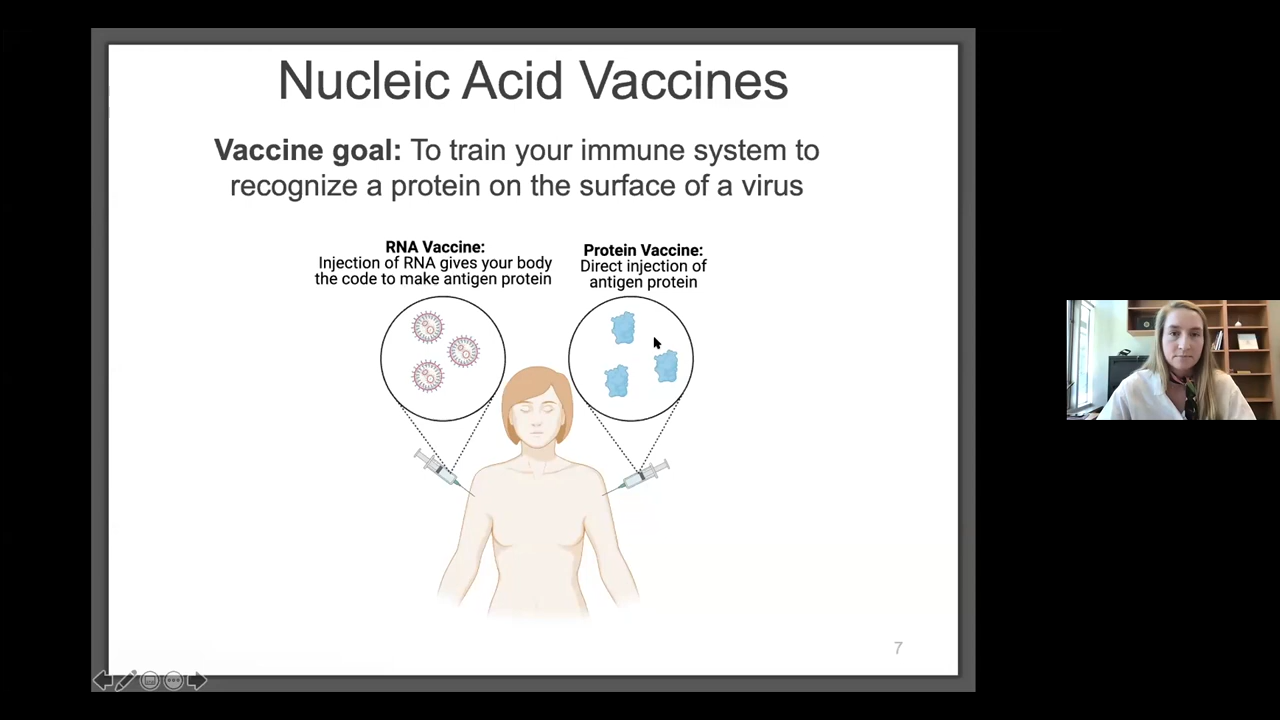 Nucleic Acid Vaccines
Vaccine goal: To train your immune system to
recognize a protein on the surface of a virus
RNA Vaccine:
Injection of RNA gives your body
the code to make antigen protein
Protein Vaccine:
Direct injection of
antigen protein
7